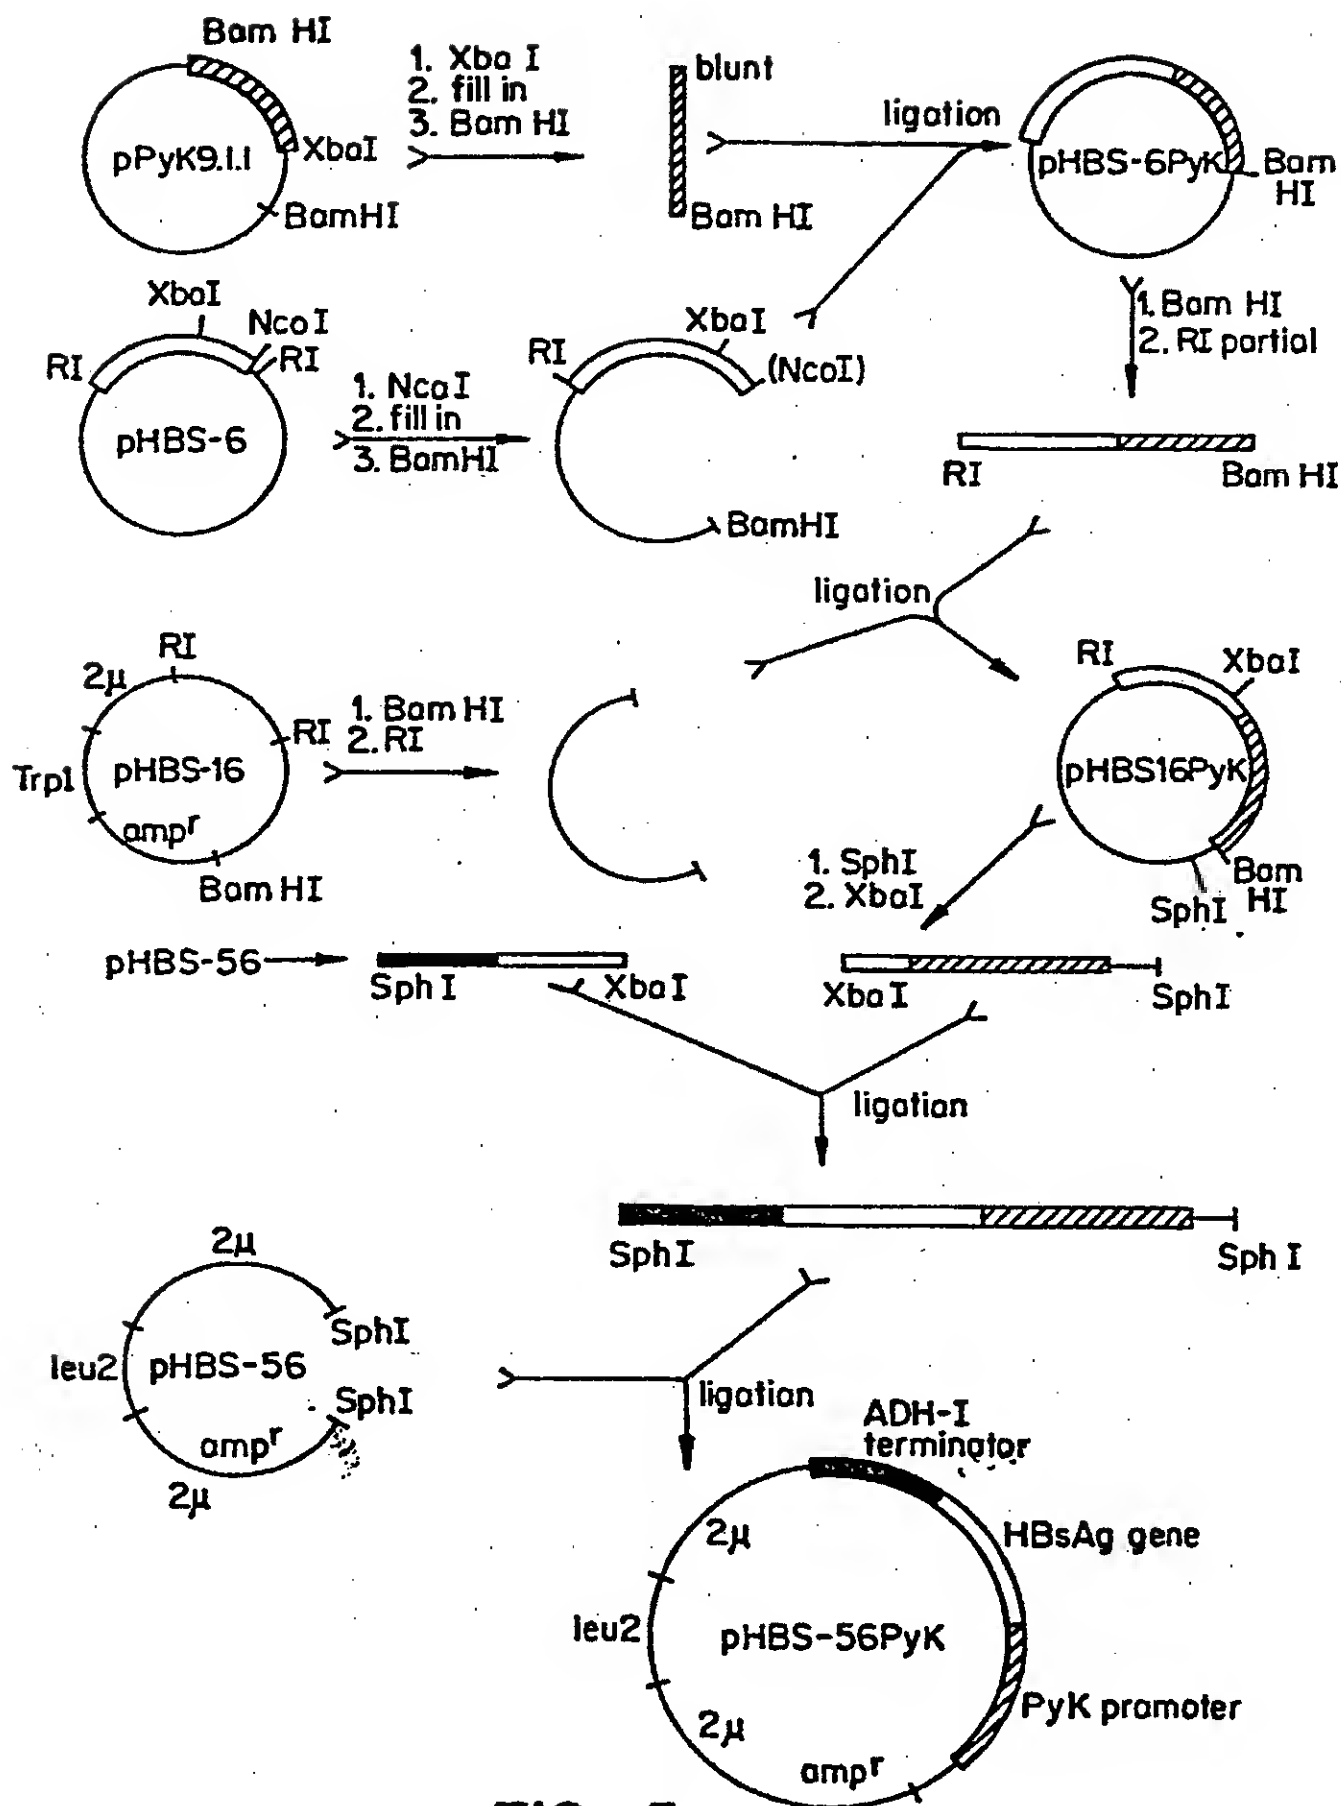 Bam HI
1. Xba I
2. fill in
3. Bam HI
pPyK9.1.1
XbaI
BamHI
blunt
Bam HI
ligation
pHBS-6PyK
Bam
HI
XbaI
NcoI
RI
RI
pHBS-6
1. NcoI
2. fill in
3. BamHI
RI
XbaI
(NcoI)
BamHI
1. Bam HI
2. RI partial
RI
Bam HI
ligation
RI
2μ
RI
Trp1
pHBS-16
ampr
Bam HI
1. Bam HI
2. RI
RI
XbaI
pHBS16PyK
Bam
HI
SphI
1. SphI
2. XbaI
pHBS-56
Sph I
XbaI
XbaI
SphI
ligation
SphI
Sph I
2μ
SphI
leu2
pHBS-56
SphI
ampr
2μ
ligation
ADH-I
terminator
2μ
HBsAg gene
leu2
pHBS-56PyK
PyK promoter
2μ
ampr